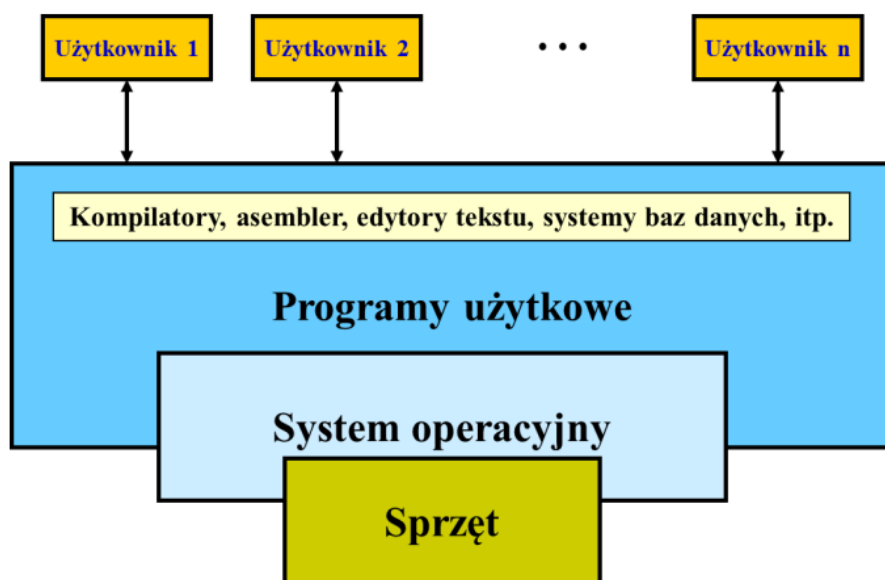 Użytkownik 1
Użytkownik 2
...
Użytkownik n
Kompilatory, asembler, edytory tekstu, systemy baz danych, itp.
Programy użytkowe
System operacyjny
Sprzęt